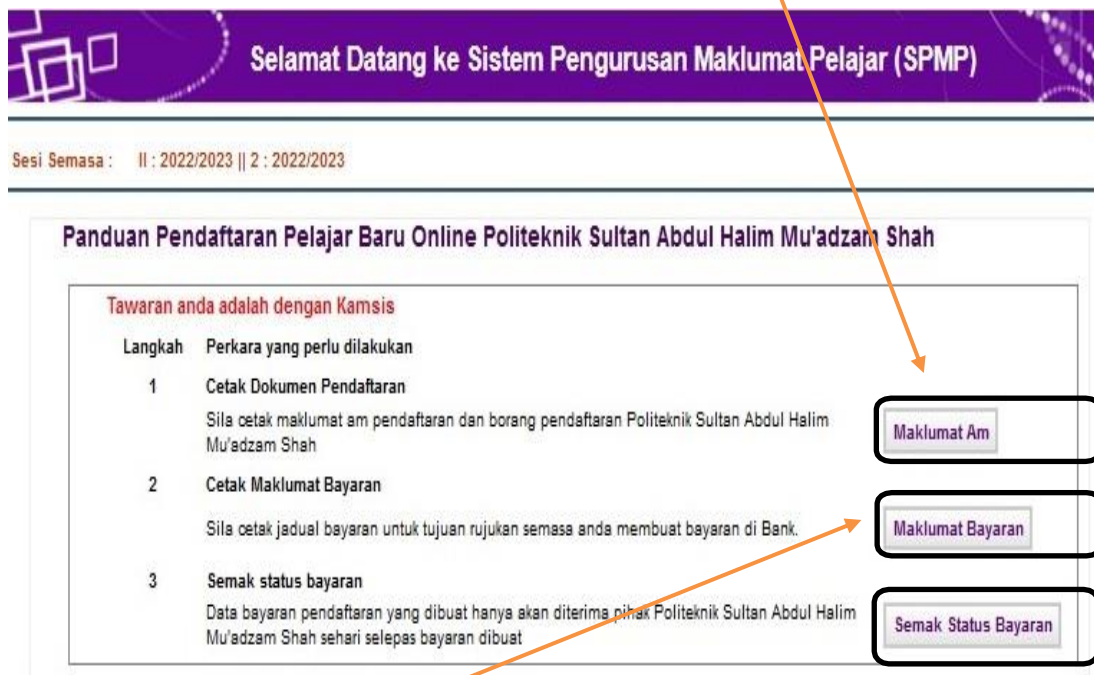 Selamat Datang ke Sistem Pengurusan Maklumat Pelajar (SPMP)
Sesi Semasa : II : 2022/2023 || 2 : 2022/2023
Panduan Pendaftaran Pelajar Baru Online Politeknik Sultan Abdul Halim Mu'adzam Shah
Tawaran anda adalah dengan Kamsis
Langkah Perkara yang perlu dilakukan
1 Cetak Dokumen Pendaftaran
Sila cetak maklumat am pendaftaran dan borang pendaftaran Politeknik Sultan Abdul Halim
Mu'adzam Shah
Maklumat Am
2 Cetak Maklumat Bayaran
Sila cetak jadual bayaran untuk tujuan rujukan semasa anda membuat bayaran di Bank.
Maklumat Bayaran
3 Semak status bayaran
Data bayaran pendaftaran yang dibuat hanya akan diterima pihak Politeknik Sultan Abdul Halim
Mu'adzam Shah sehari selepas bayaran dibuat
Semak Status Bayaran